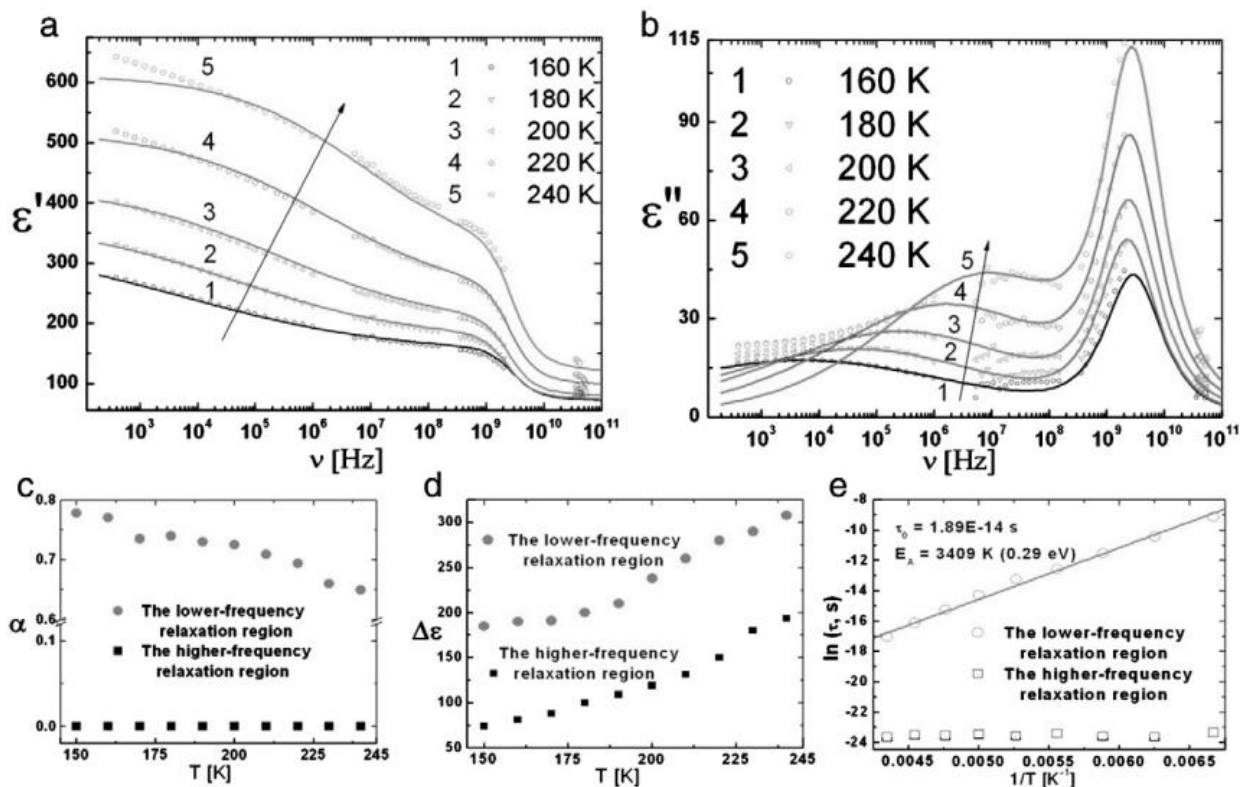 a
ε'
600
500
400
300
200
100
10³ 10⁴ 10⁵ 10⁶ 10⁷ 10⁸ 10⁹ 10¹⁰ 10¹¹
ν [Hz]
5
4
3
2
1
1 160 K
2 180 K
3 200 K
4 220 K
5 240 K
b
ε"
115
90
60
30
0
10³ 10⁴ 10⁵ 10⁶ 10⁷ 10⁸ 10⁹ 10¹⁰ 10¹¹
ν [Hz]
1 160 K
2 180 K
3 200 K
4 220 K
5 240 K
5
4
3
2
1
c
α
0.8
0.7
0.6
0.1
0.0
150 175 200 225 245
T [K]
The lower-frequency
relaxation region
The higher-frequency
relaxation region
d
Δε
300
250
200
150
100
75
50
150 175 200 225 245
T [K]
The lower-frequency
relaxation region
The higher-frequency
relaxation region
e
ln (τ, s)
-8
-10
-12
-14
-16
-18
-22
-24
τ₀ = 1.89E-14 s
E_A = 3409 K (0.29 eV)
The lower-frequency
relaxation region
The higher-frequency
relaxation region
0.0045 0.0050 0.0055 0.0060 0.0065
1/T [K⁻¹]